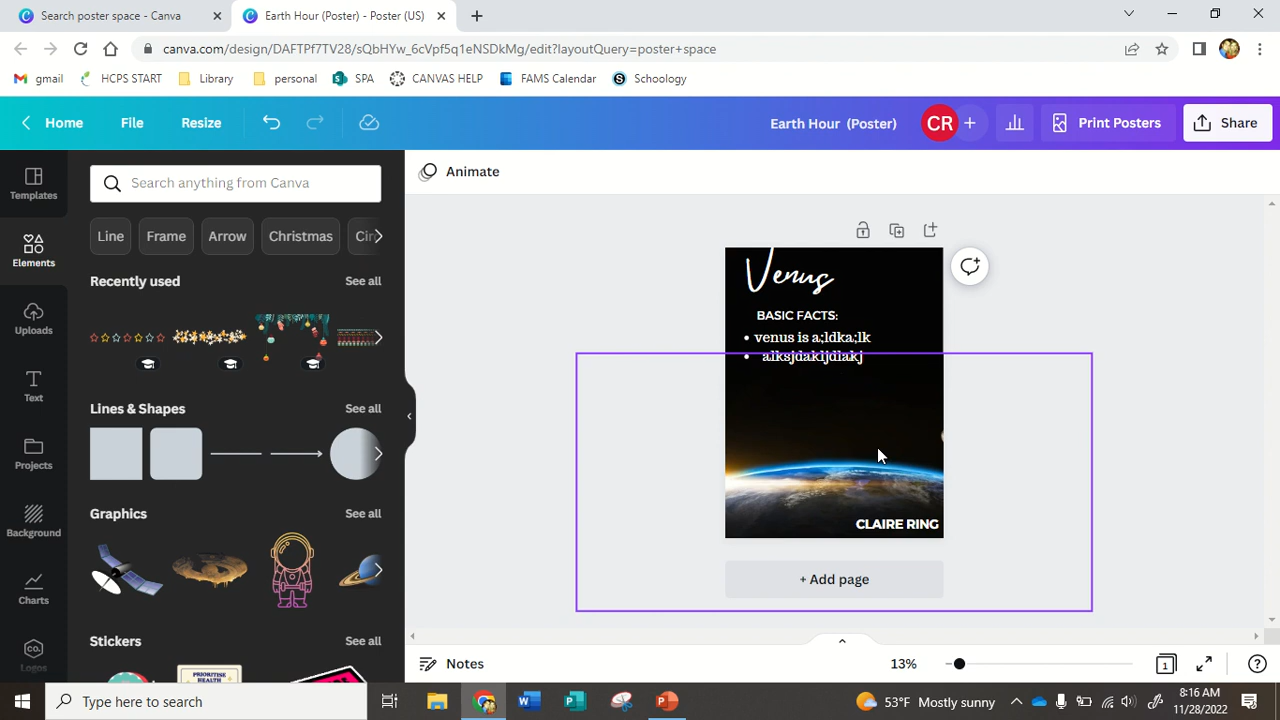 Search poster space - Canva
Earth Hour (Poster) - Poster (US)
canva.com/design/DAFTPf7TV28/sQbHYw_6cVpf5q1eNSDkMg/edit?layoutQuery=poster+space
gmail
HCPS START
Library
personal
SPA
CANVAS HELP
FAMS Calendar
Schoology
Home
File
Resize
Earth Hour (Poster)
CR
Print Posters
Share
Templates
Elements
Uploads
Text
Projects
Background
Charts
CO.
Logos
Search anything from Canva
Line
Frame
Arrow
Christmas
Recently used
See all
Lines & Shapes
See all
Graphics
See all
Stickers
See all
PRIORITISE
Animate
Venus
BASIC FACTS:
• venus is a;ldka;lk
• alksjdakljdlakj
CLAIRE RING
+ Add page
Notes
13%
1
?
Type here to search
53°F Mostly sunny
8:16 AM
11/28/2022